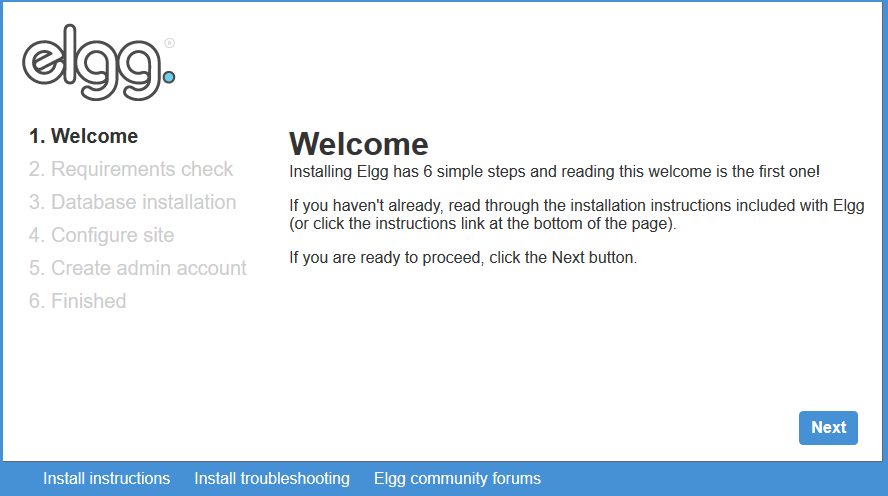 elgg.
1. Welcome
2. Requirements check
3. Database installation
4. Configure site
5. Create admin account
6. Finished
Welcome
Installing Elgg has 6 simple steps and reading this welcome is the first one!
If you haven't already, read through the installation instructions included with Elgg
(or click the instructions link at the bottom of the page).
If you are ready to proceed, click the Next button.
Next
Install instructions
Install troubleshooting
Elgg community forums